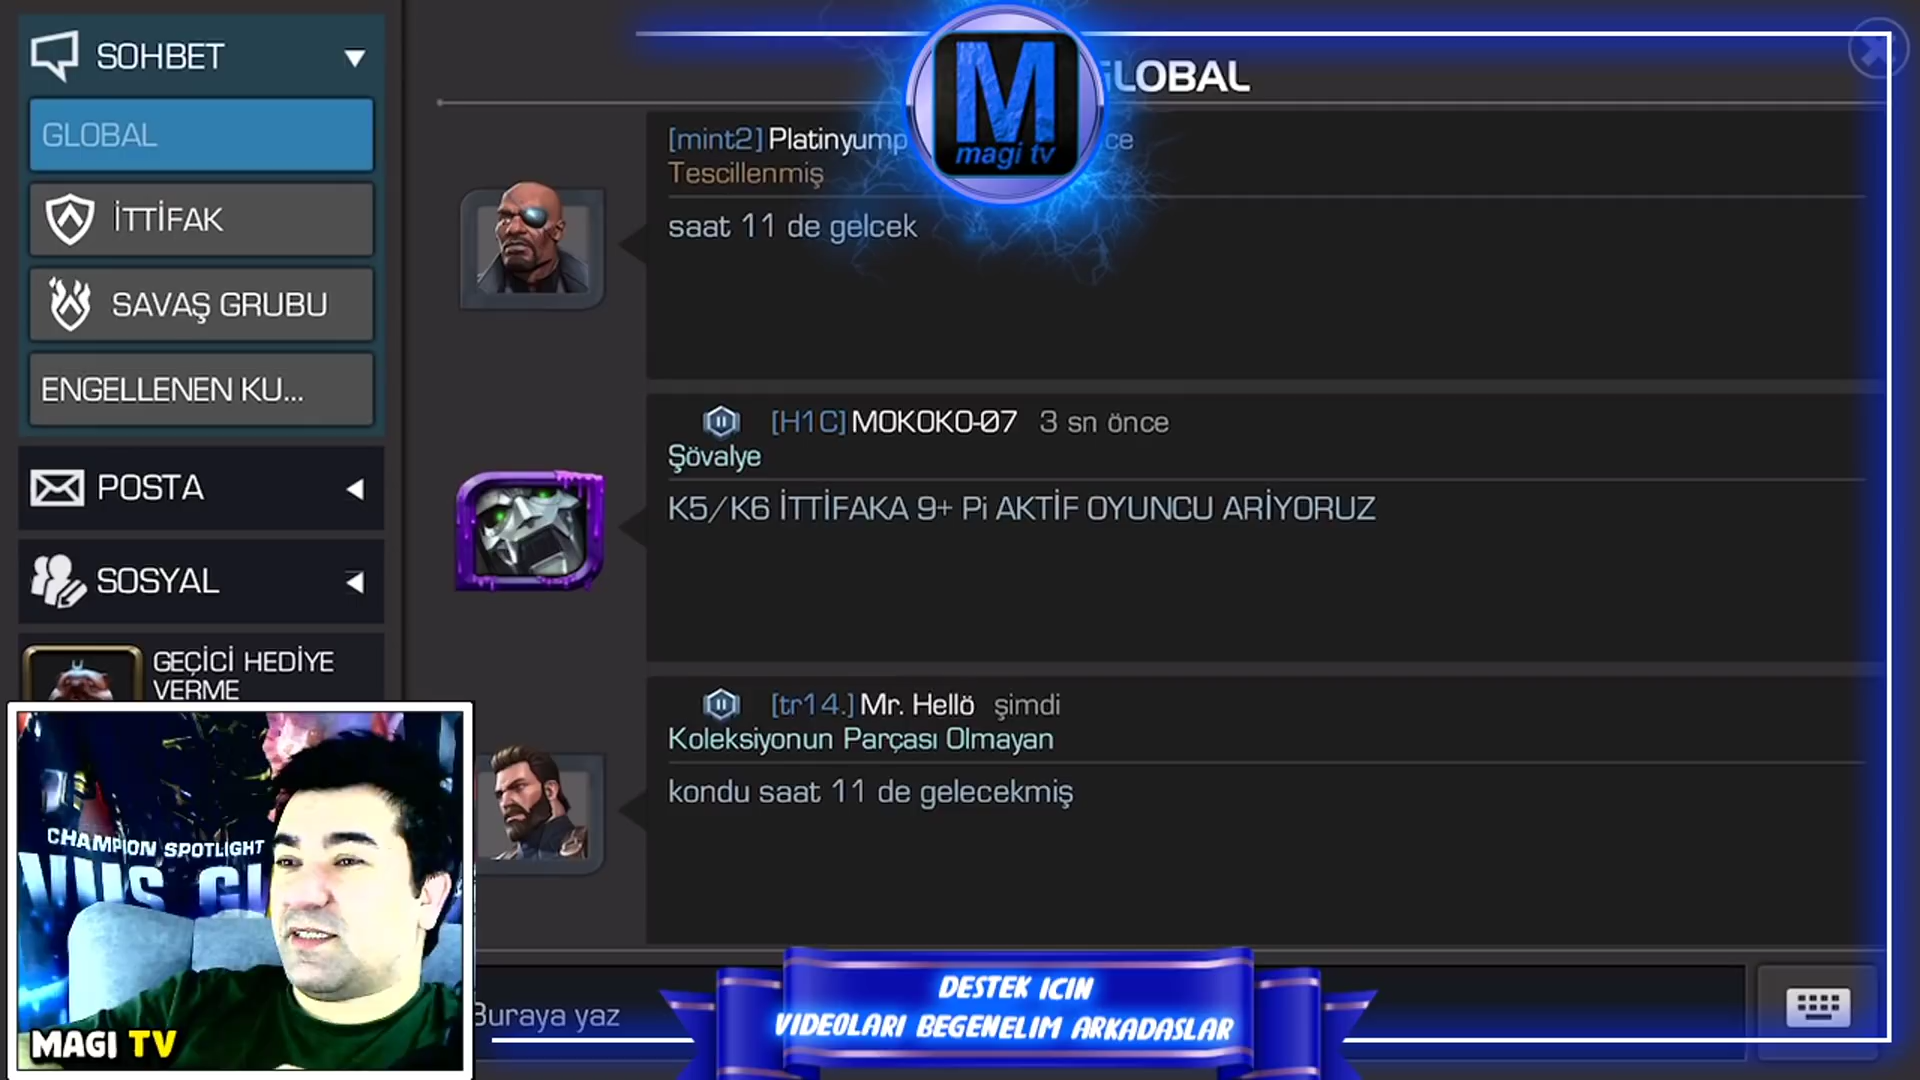 SOHBET
GLOBAL
İTTİFAK
SAVAŞ GRUBU
ENGELLENEN KU...
POSTA
SOSYAL
GEÇİCİ HEDİYE
VERME
GLOBAL
M
magi tv
[mint2] Platinyump
Tescillenmiş
saat 11 de gelcek
[H1C] MOKOKO-Ø7 3 sn önce
Şövalye
K5/K6 İTTİFAKA 9+ Pi AKTİF OYUNCU ARİYORUZ
[tr14.] Mr. Hellö şimdi
Koleksiyonun Parçası Olmayan
kondu saat 11 de gelecekmiş
Buraya yaz
CHAMPION SPOTLIGHT
MAGI TV
DESTEK ICIN
VIDEOLARI BEGENELIM ARKADASLAR